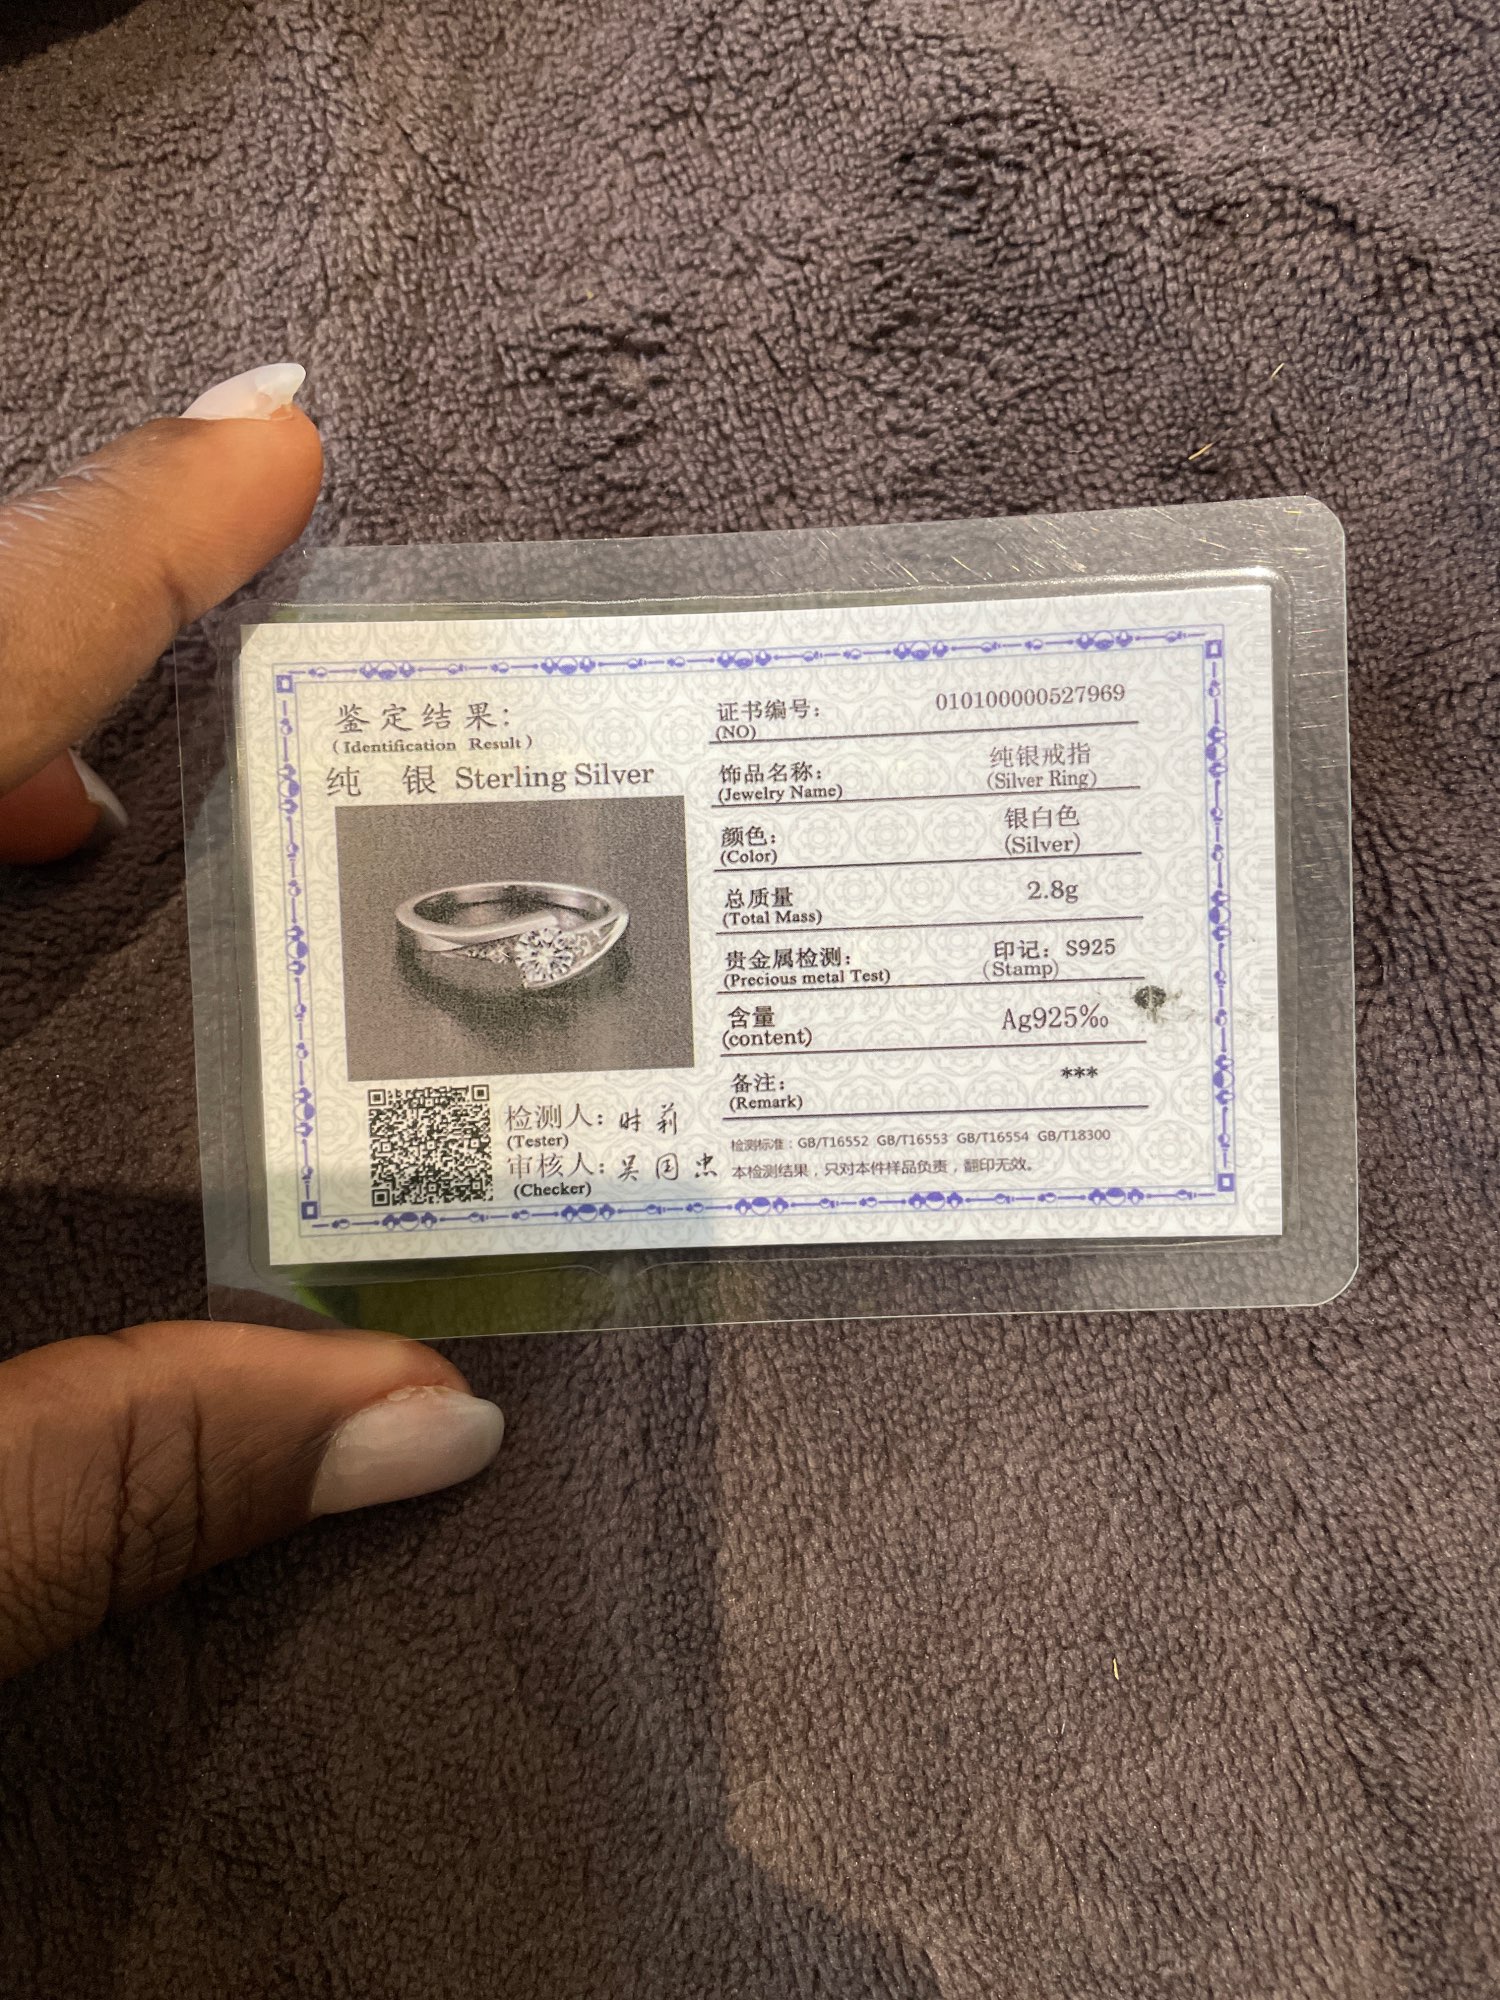 鉴定结果：
(Identification Result)
纯 银 Sterling Silver
检测人：时莉
(Tester)
审核人：吴国忠
(Checker)
证书编号： 010100000527969
(NO)
饰品名称： 纯银戒指
(Jewelry Name) (Silver Ring)
颜色： 银白色
(Color) (Silver)
总质量 2.8g
(Total Mass)
贵金属检测： 印记：S925
(Precious metal Test) (Stamp)
含量 Ag925‰
(content)
备注： ***
(Remark)
检测标准：GB/T16552 GB/T16553 GB/T16554 GB/T18300
本检测结果，只对本件样品负责，翻印无效。